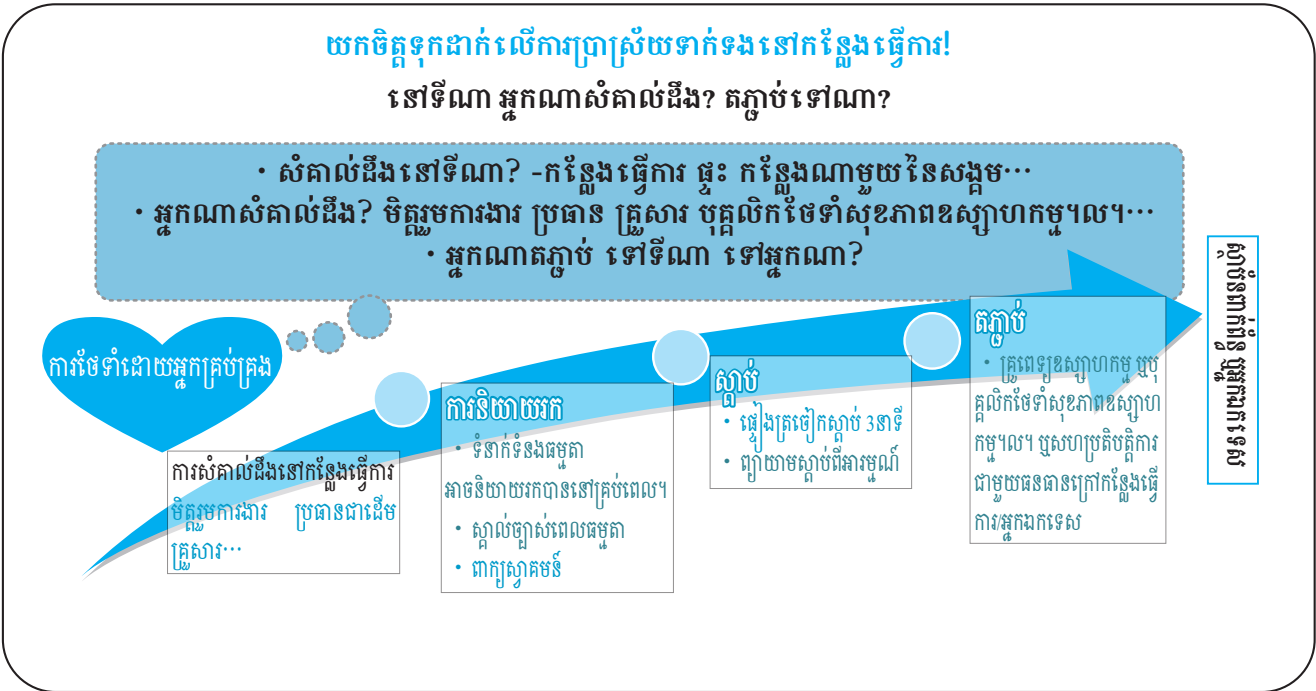 យកចិត្តទុកដាក់លើការប្រាស្រ័យទាក់ទងនៅកន្លែងធ្វើការ!
នៅទីណា អ្នកណាសំគាល់ដឹង? តភ្ជាប់ទៅណា?
· សំគាល់ដឹងនៅទីណា? -កន្លែងធ្វើការ ផ្ទះ កន្លែងណាមួយនៃសង្គម…
· អ្នកណាសំគាល់ដឹង? មិត្តរួមការងារ ប្រធាន គ្រួសារ បុគ្គលិកថែទាំសុខភាពឧស្សាហកម្ម។ល។…
· អ្នកណាតភ្ជាប់ ទៅទីណា ទៅអ្នកណា?
ការថែទាំដោយអ្នកគ្រប់គ្រង
ការសំគាល់ដឹងនៅកន្លែងធ្វើការ
មិត្តរួមការងារ ប្រធានជាដើម
គ្រួសារ…
ការនិយាយរក
· ទំនាក់ទំនងធម្មតា
អាចនិយាយរកបាននៅគ្រប់ពេល។
· ស្គាល់ច្បាស់ពេលធម្មតា
· ពាក្យស្វាគមន៍
ស្តាប់
· ផ្ទៀងត្រចៀកស្តាប់ 3នាទី
· ព្យាយាមស្តាប់ពីអារម្មណ៍
តភ្ជាប់
· គ្រូពេទ្យឧស្សាហកម្ម ឬបុ
គ្គលិកថែទាំសុខភាពឧស្សាហ
កម្ម។ល។ ឬសហប្រតិបត្តិការ
ជាមួយធនធានក្រៅកន្លែងធ្វើ
ការ/អ្នកឯកទេស
ស្ថាប័នពាក់ព័ន្ធ ឬអ្នកឯកទេស